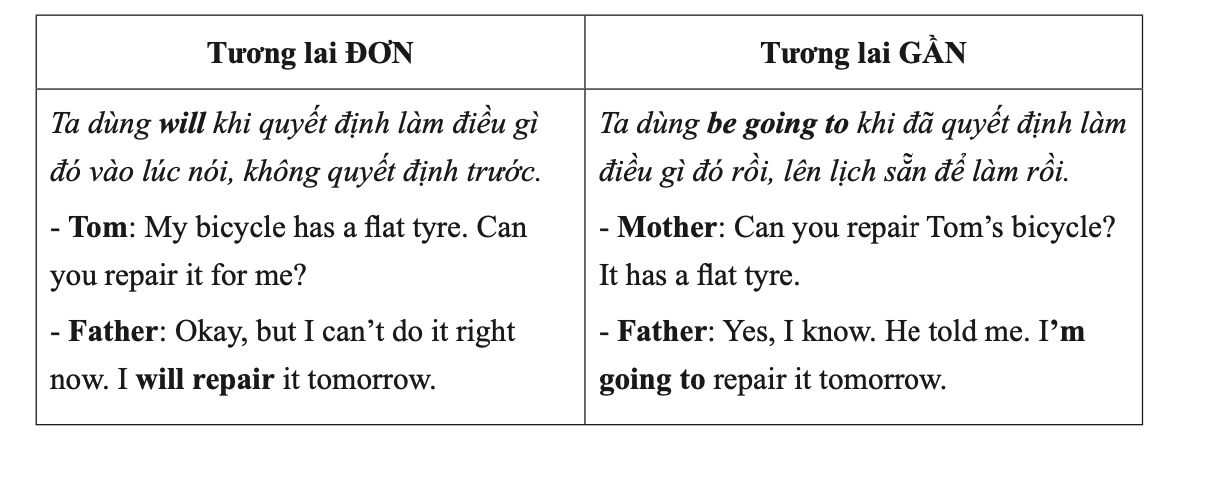 Tương lai ĐƠN
Tương lai GẦN
Ta dùng will khi quyết định làm điều gì
đó vào lúc nói, không quyết định trước.
- Tom: My bicycle has a flat tyre. Can
you repair it for me?
- Father: Okay, but I can’t do it right
now. I will repair it tomorrow.
Ta dùng be going to khi đã quyết định làm
điều gì đó rồi, lên lịch sẵn để làm rồi.
- Mother: Can you repair Tom’s bicycle?
It has a flat tyre.
- Father: Yes, I know. He told me. I’m
going to repair it tomorrow.